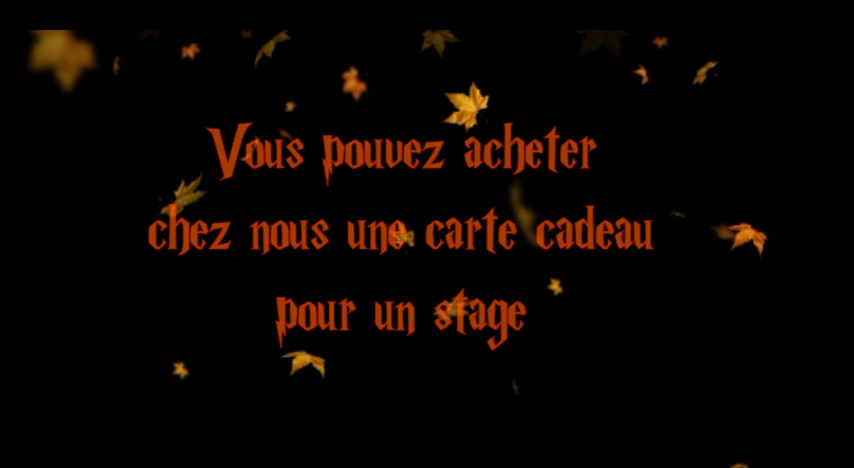 Vous pouvez acheter
chez nous une carte cadeau
pour un stage